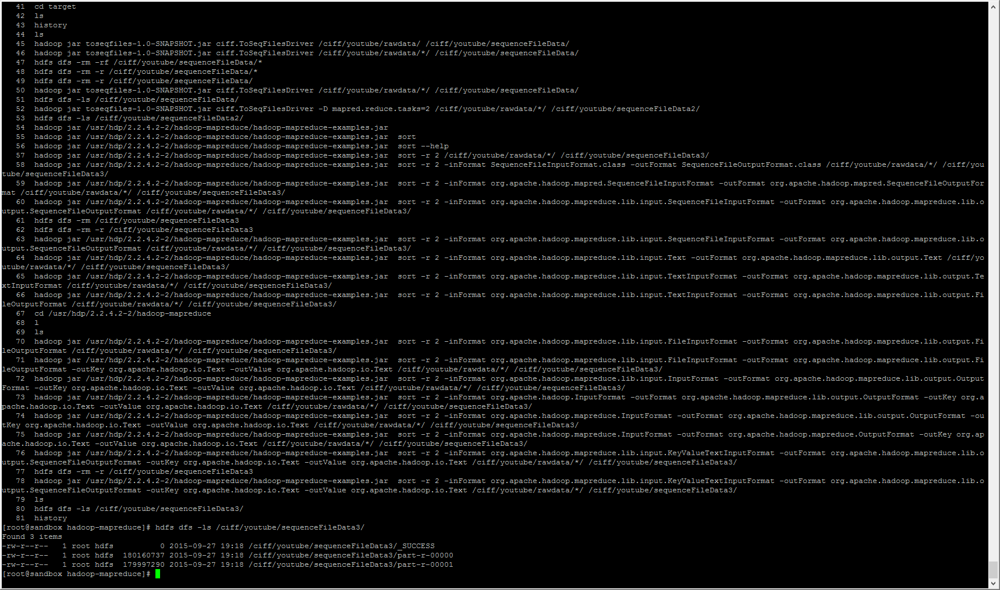 41  cd target
   42  ls
   43  history
   44  ls
   45  hadoop jar toseqfiles-1.0-SNAPSHOT.jar ciff.ToSeqFilesDriver /ciff/youtube/rawdata/ /ciff/youtube/sequenceFileData/
   46  hadoop jar toseqfiles-1.0-SNAPSHOT.jar ciff.ToSeqFilesDriver /ciff/youtube/rawdata/*/ /ciff/youtube/sequenceFileData/
   47  hdfs dfs -rm -rf /ciff/youtube/sequenceFileData/*
   48  hdfs dfs -rm -r /ciff/youtube/sequenceFileData/*
   49  hdfs dfs -rm -r /ciff/youtube/sequenceFileData/
   50  hadoop jar toseqfiles-1.0-SNAPSHOT.jar ciff.ToSeqFilesDriver /ciff/youtube/rawdata/*/ /ciff/youtube/sequenceFileData/
   51  hdfs dfs -ls /ciff/youtube/sequenceFileData/
   52  hadoop jar toseqfiles-1.0-SNAPSHOT.jar ciff.ToSeqFilesDriver -D mapred.reduce.tasks=2 /ciff/youtube/rawdata/*/ /ciff/youtube/sequenceFileData2/
   53  hdfs dfs -ls /ciff/youtube/sequenceFileData2/
   54  hadoop jar /usr/hdp/2.2.4.2-2/hadoop-mapreduce/hadoop-mapreduce-examples.jar
   55  hadoop jar /usr/hdp/2.2.4.2-2/hadoop-mapreduce/hadoop-mapreduce-examples.jar  sort
   56  hadoop jar /usr/hdp/2.2.4.2-2/hadoop-mapreduce/hadoop-mapreduce-examples.jar  sort --help
   57  hadoop jar /usr/hdp/2.2.4.2-2/hadoop-mapreduce/hadoop-mapreduce-examples.jar  sort -r 2 /ciff/youtube/rawdata/*/ /ciff/youtube/sequenceFileData3/
   58  hadoop jar /usr/hdp/2.2.4.2-2/hadoop-mapreduce/hadoop-mapreduce-examples.jar  sort -r 2 -inFormat SequenceFileInputFormat.class -outFormat SequenceFileOutputFormat.class /ciff/youtube/rawdata/*/ /ciff/you
tube/sequenceFileData3/
   59  hadoop jar /usr/hdp/2.2.4.2-2/hadoop-mapreduce/hadoop-mapreduce-examples.jar  sort -r 2 -inFormat org.apache.hadoop.mapred.SequenceFileInputFormat -outFormat org.apache.hadoop.mapred.SequenceFileOutputFor
mat /ciff/youtube/rawdata/*/ /ciff/youtube/sequenceFileData3/
   60  hadoop jar /usr/hdp/2.2.4.2-2/hadoop-mapreduce/hadoop-mapreduce-examples.jar  sort -r 2 -inFormat org.apache.hadoop.mapreduce.lib.input.SequenceFileInputFormat -outFormat org.apache.hadoop.mapreduce.lib.o
utput.SequenceFileOutputFormat /ciff/youtube/rawdata/*/ /ciff/youtube/sequenceFileData3/
   61  hdfs dfs -rm /ciff/youtube/sequenceFileData3
   62  hdfs dfs -rm -r /ciff/youtube/sequenceFileData3
   63  hadoop jar /usr/hdp/2.2.4.2-2/hadoop-mapreduce/hadoop-mapreduce-examples.jar  sort -r 2 -inFormat org.apache.hadoop.mapreduce.lib.input.SequenceFileInputFormat -outFormat org.apache.hadoop.mapreduce.lib.o
utput.SequenceFileOutputFormat /ciff/youtube/rawdata/*/ /ciff/youtube/sequenceFileData3/
   64  hadoop jar /usr/hdp/2.2.4.2-2/hadoop-mapreduce/hadoop-mapreduce-examples.jar  sort -r 2 -inFormat org.apache.hadoop.mapreduce.lib.input.Text -outFormat org.apache.hadoop.mapreduce.lib.output.Text /ciff/yo
utube/rawdata/*/ /ciff/youtube/sequenceFileData3/
   65  hadoop jar /usr/hdp/2.2.4.2-2/hadoop-mapreduce/hadoop-mapreduce-examples.jar  sort -r 2 -inFormat org.apache.hadoop.mapreduce.lib.input.TextInputFormat -outFormat org.apache.hadoop.mapreduce.lib.output.Te
xtInputFormat /ciff/youtube/rawdata/*/ /ciff/youtube/sequenceFileData3/
   66  hadoop jar /usr/hdp/2.2.4.2-2/hadoop-mapreduce/hadoop-mapreduce-examples.jar  sort -r 2 -inFormat org.apache.hadoop.mapreduce.lib.input.TextInputFormat -outFormat org.apache.hadoop.mapreduce.lib.output.Fi
leOutputFormat /ciff/youtube/rawdata/*/ /ciff/youtube/sequenceFileData3/
   67  cd /usr/hdp/2.2.4.2-2/hadoop-mapreduce
   68  l
   69  ls
   70  hadoop jar /usr/hdp/2.2.4.2-2/hadoop-mapreduce/hadoop-mapreduce-examples.jar  sort -r 2 -inFormat org.apache.hadoop.mapreduce.lib.input.FileInputFormat -outFormat org.apache.hadoop.mapreduce.lib.output.Fi
leOutputFormat /ciff/youtube/rawdata/*/ /ciff/youtube/sequenceFileData3/
   71  hadoop jar /usr/hdp/2.2.4.2-2/hadoop-mapreduce/hadoop-mapreduce-examples.jar  sort -r 2 -inFormat org.apache.hadoop.mapreduce.lib.input.FileInputFormat -outFormat org.apache.hadoop.mapreduce.lib.output.Fi
leOutputFormat -outKey org.apache.hadoop.io.Text -outValue org.apache.hadoop.io.Text /ciff/youtube/rawdata/*/ /ciff/youtube/sequenceFileData3/
   72  hadoop jar /usr/hdp/2.2.4.2-2/hadoop-mapreduce/hadoop-mapreduce-examples.jar  sort -r 2 -inFormat org.apache.hadoop.mapreduce.lib.input.InputFormat -outFormat org.apache.hadoop.mapreduce.lib.output.Output
Format -outKey org.apache.hadoop.io.Text -outValue org.apache.hadoop.io.Text /ciff/youtube/rawdata/*/ /ciff/youtube/sequenceFileData3/
   73  hadoop jar /usr/hdp/2.2.4.2-2/hadoop-mapreduce/hadoop-mapreduce-examples.jar  sort -r 2 -inFormat org.apache.hadoop.InputFormat -outFormat org.apache.hadoop.mapreduce.lib.output.OutputFormat -outKey org.a
pache.hadoop.io.Text -outValue org.apache.hadoop.io.Text /ciff/youtube/rawdata/*/ /ciff/youtube/sequenceFileData3/
   74  hadoop jar /usr/hdp/2.2.4.2-2/hadoop-mapreduce/hadoop-mapreduce-examples.jar  sort -r 2 -inFormat org.apache.hadoop.mapreduce.InputFormat -outFormat org.apache.hadoop.mapreduce.lib.output.OutputFormat -ou
tKey org.apache.hadoop.io.Text -outValue org.apache.hadoop.io.Text /ciff/youtube/rawdata/*/ /ciff/youtube/sequenceFileData3/
   75  hadoop jar /usr/hdp/2.2.4.2-2/hadoop-mapreduce/hadoop-mapreduce-examples.jar  sort -r 2 -inFormat org.apache.hadoop.mapreduce.InputFormat -outFormat org.apache.hadoop.mapreduce.OutputFormat -outKey org.ap
ache.hadoop.io.Text -outValue org.apache.hadoop.io.Text /ciff/youtube/rawdata/*/ /ciff/youtube/sequenceFileData3/
   76  hadoop jar /usr/hdp/2.2.4.2-2/hadoop-mapreduce/hadoop-mapreduce-examples.jar  sort -r 2 -inFormat org.apache.hadoop.mapreduce.lib.input.KeyValueTextInputFormat -outFormat org.apache.hadoop.mapreduce.lib.o
utput.SequenceFileOutputFormat -outKey org.apache.hadoop.io.Text -outValue org.apache.hadoop.io.Text /ciff/youtube/rawdata/*/ /ciff/youtube/sequenceFileData3/
   77  hdfs dfs -rm -r /ciff/youtube/sequenceFileData3
   78  hadoop jar /usr/hdp/2.2.4.2-2/hadoop-mapreduce/hadoop-mapreduce-examples.jar  sort -r 2 -inFormat org.apache.hadoop.mapreduce.lib.input.KeyValueTextInputFormat -outFormat org.apache.hadoop.mapreduce.lib.o
utput.SequenceFileOutputFormat -outKey org.apache.hadoop.io.Text -outValue org.apache.hadoop.io.Text /ciff/youtube/rawdata/*/ /ciff/youtube/sequenceFileData3/
   79  ls
   80  hdfs dfs -ls /ciff/youtube/sequenceFileData3/
   81  history
[root@sandbox hadoop-mapreduce]# hdfs dfs -ls /ciff/youtube/sequenceFileData3/
Found 3 items
-rw-r--r--   1 root hdfs          0 2015-09-27 19:18 /ciff/youtube/sequenceFileData3/_SUCCESS
-rw-r--r--   1 root hdfs  180160737 2015-09-27 19:18 /ciff/youtube/sequenceFileData3/part-r-00000
-rw-r--r--   1 root hdfs  179997290 2015-09-27 19:18 /ciff/youtube/sequenceFileData3/part-r-00001
[root@sandbox hadoop-mapreduce]#